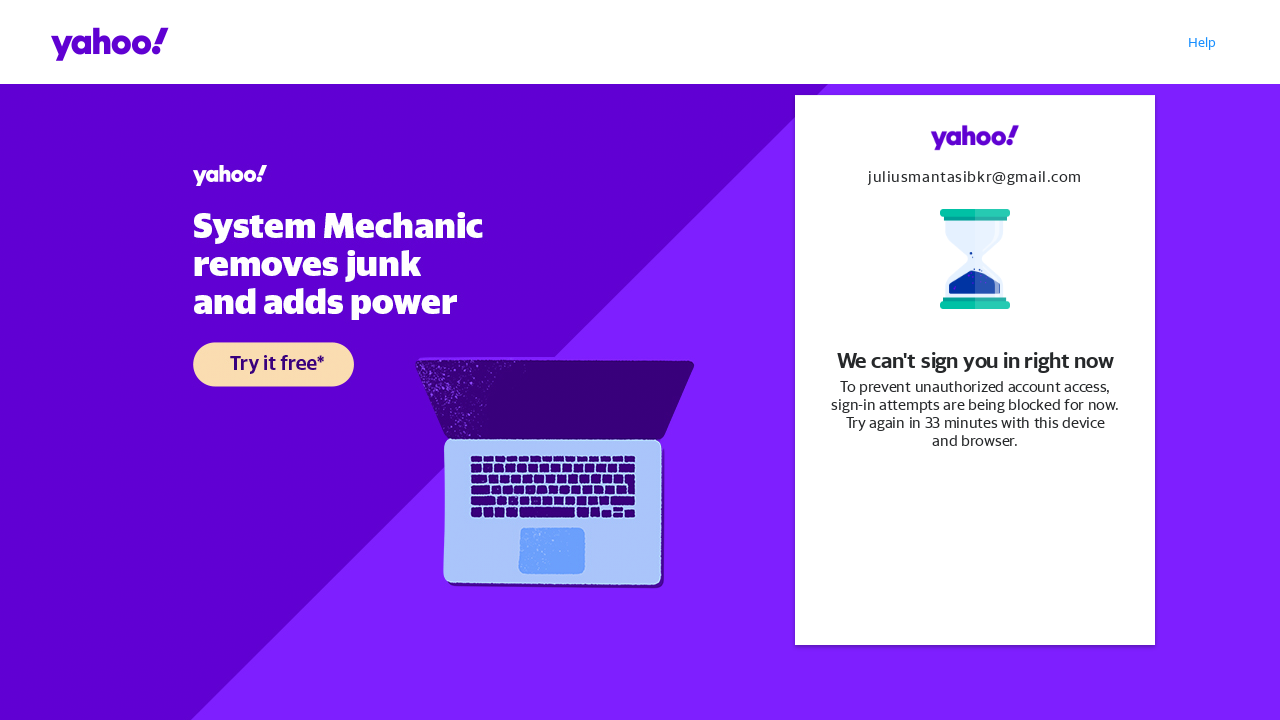 yahoo!
Help
yahoo!
System Mechanic
removes junk
and adds power
Try it free*
yahoo!
juliusmantasibkr@gmail.com
We can't sign you in right now
To prevent unauthorized account access,
sign-in attempts are being blocked for now.
Try again in 33 minutes with this device
and browser.